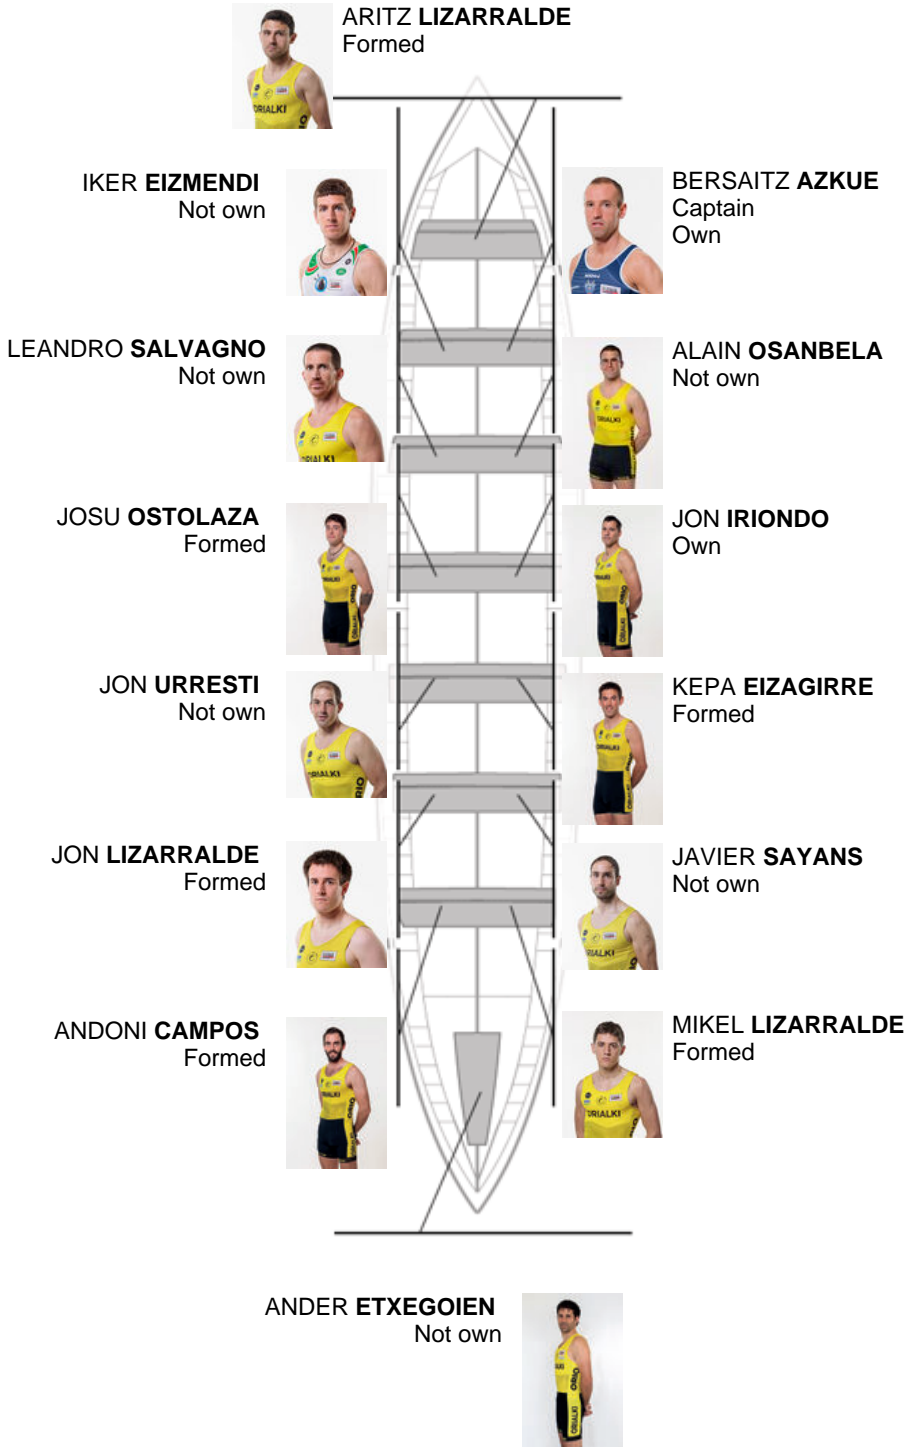 ARITZ LIZARRALDE
Formed
IKER EIZMENDI
Not own
BERSAITZ AZKUE
Captain
Own
LEANDRO SALVAGNO
Not own
ALAIN OSANBELA
Not own
JOSU OSTOLAZA
Formed
JON IRIONDO
Own
JON URRESTI
Not own
KEPA EIZAGIRRE
Formed
JON LIZARRALDE
Formed
JAVIER SAYANS
Not own
ANDONI CAMPOS
Formed
MIKEL LIZARRALDE
Formed
ANDER ETXEGOIEN
Not own